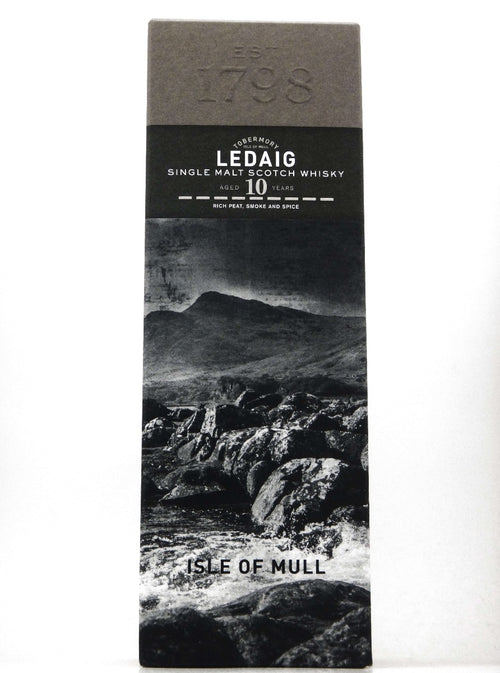 EST
1798
TOBERMORY
ISLE OF MULL
LEDAIG
SINGLE MALT SCOTCH WHISKY
AGED 10 YEARS
RICH PEAT, SMOKE AND SPICE
ISLE OF MULL